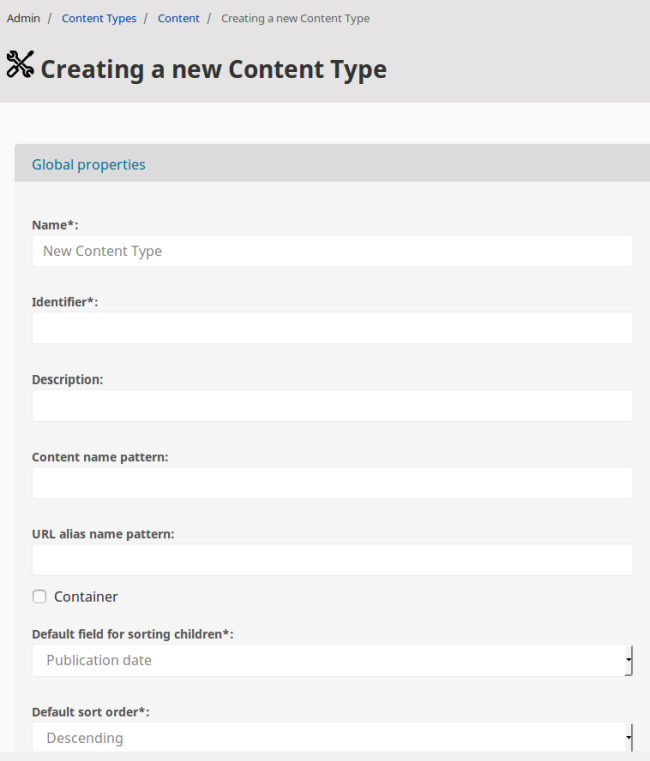 Admin / Content Types / Content / Creating a new Content Type
Creating a new Content Type
Global properties
Name*:
New Content Type
Identifier*:
Description:
Content name pattern:
URL alias name pattern:
Container
Default field for sorting children*:
Publication date
Default sort order*:
Descending